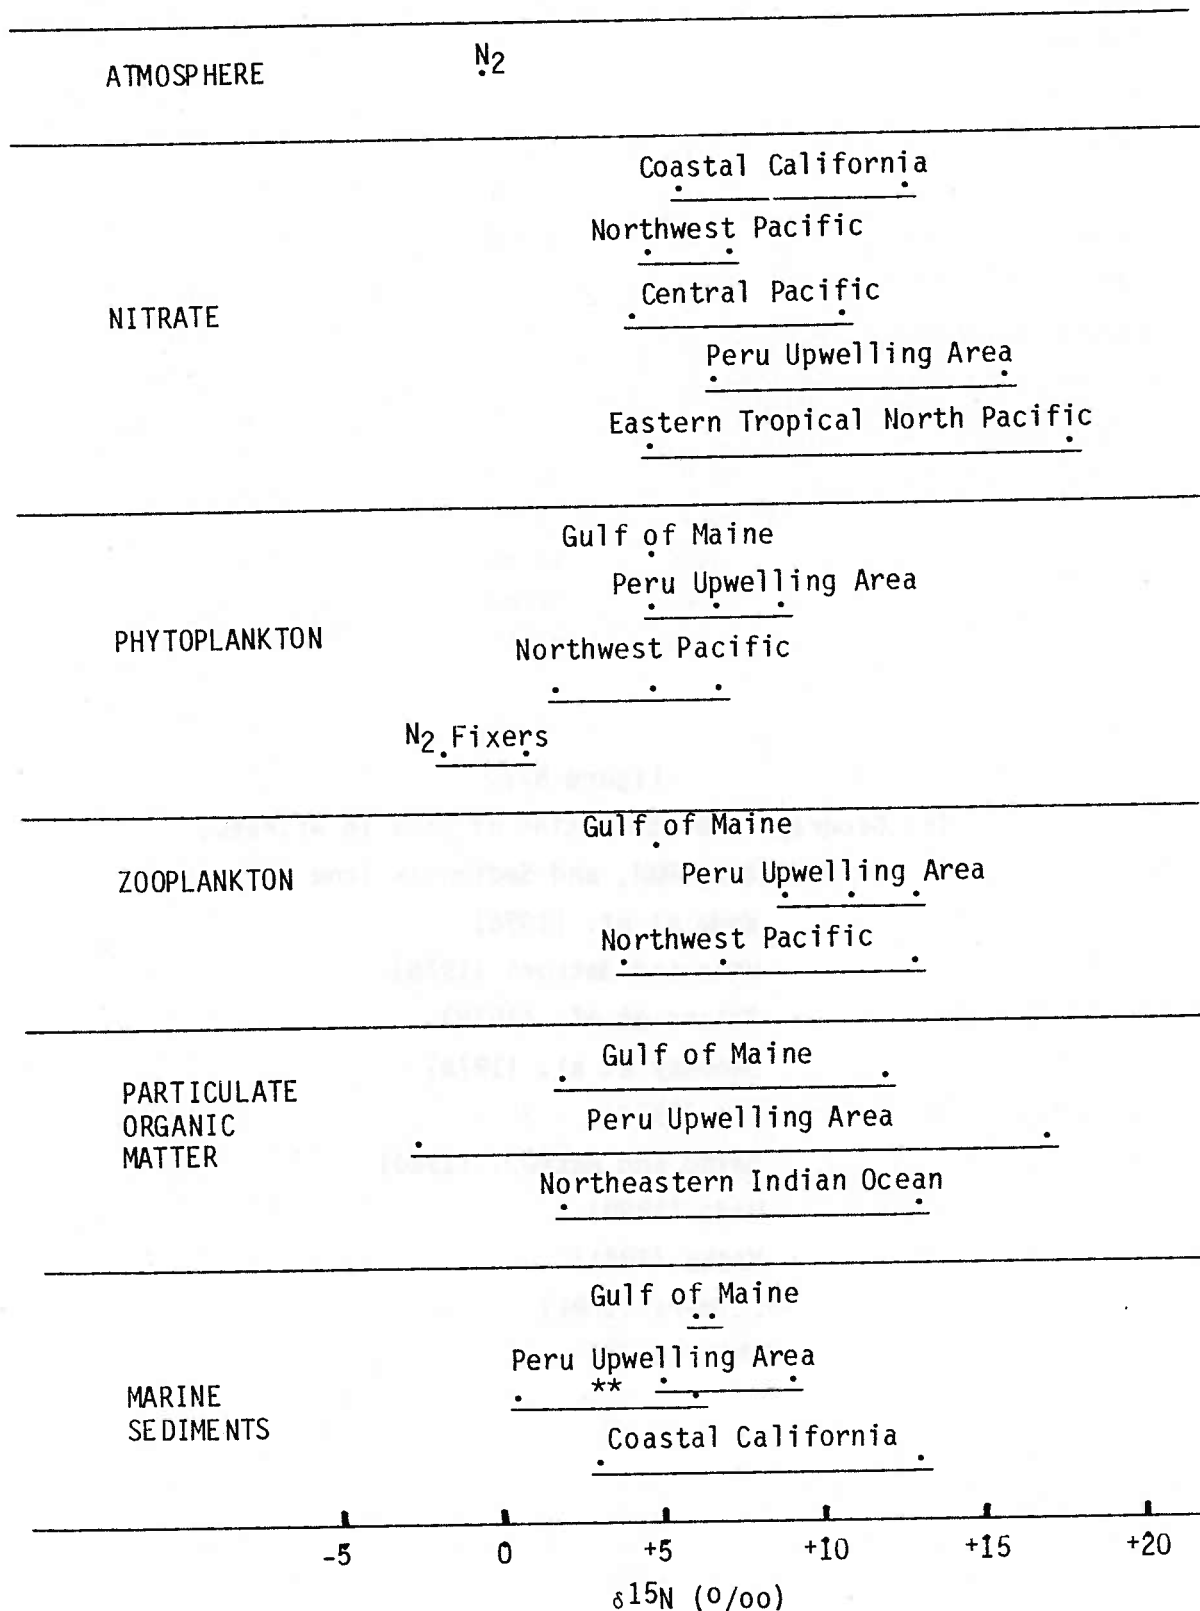 N2
ATMOSPHERE
Coastal California
Northwest Pacific
Central Pacific
NITRATE
Peru Upwelling Area
Eastern Tropical North Pacific
Gulf of Maine
Peru Upwelling Area
PHYTOPLANKTON
Northwest Pacific
N2 Fixers
Gulf of Maine
ZOOPLANKTON
Peru Upwelling Area
Northwest Pacific
Gulf of Maine
PARTICULATE
ORGANIC
MATTER
Peru Upwelling Area
Northeastern Indian Ocean
Gulf of Maine
Peru Upwelling Area
**
MARINE
SEDIMENTS
Coastal California
-5 0 +5 +10 +15 +20
δ15N (o/oo)